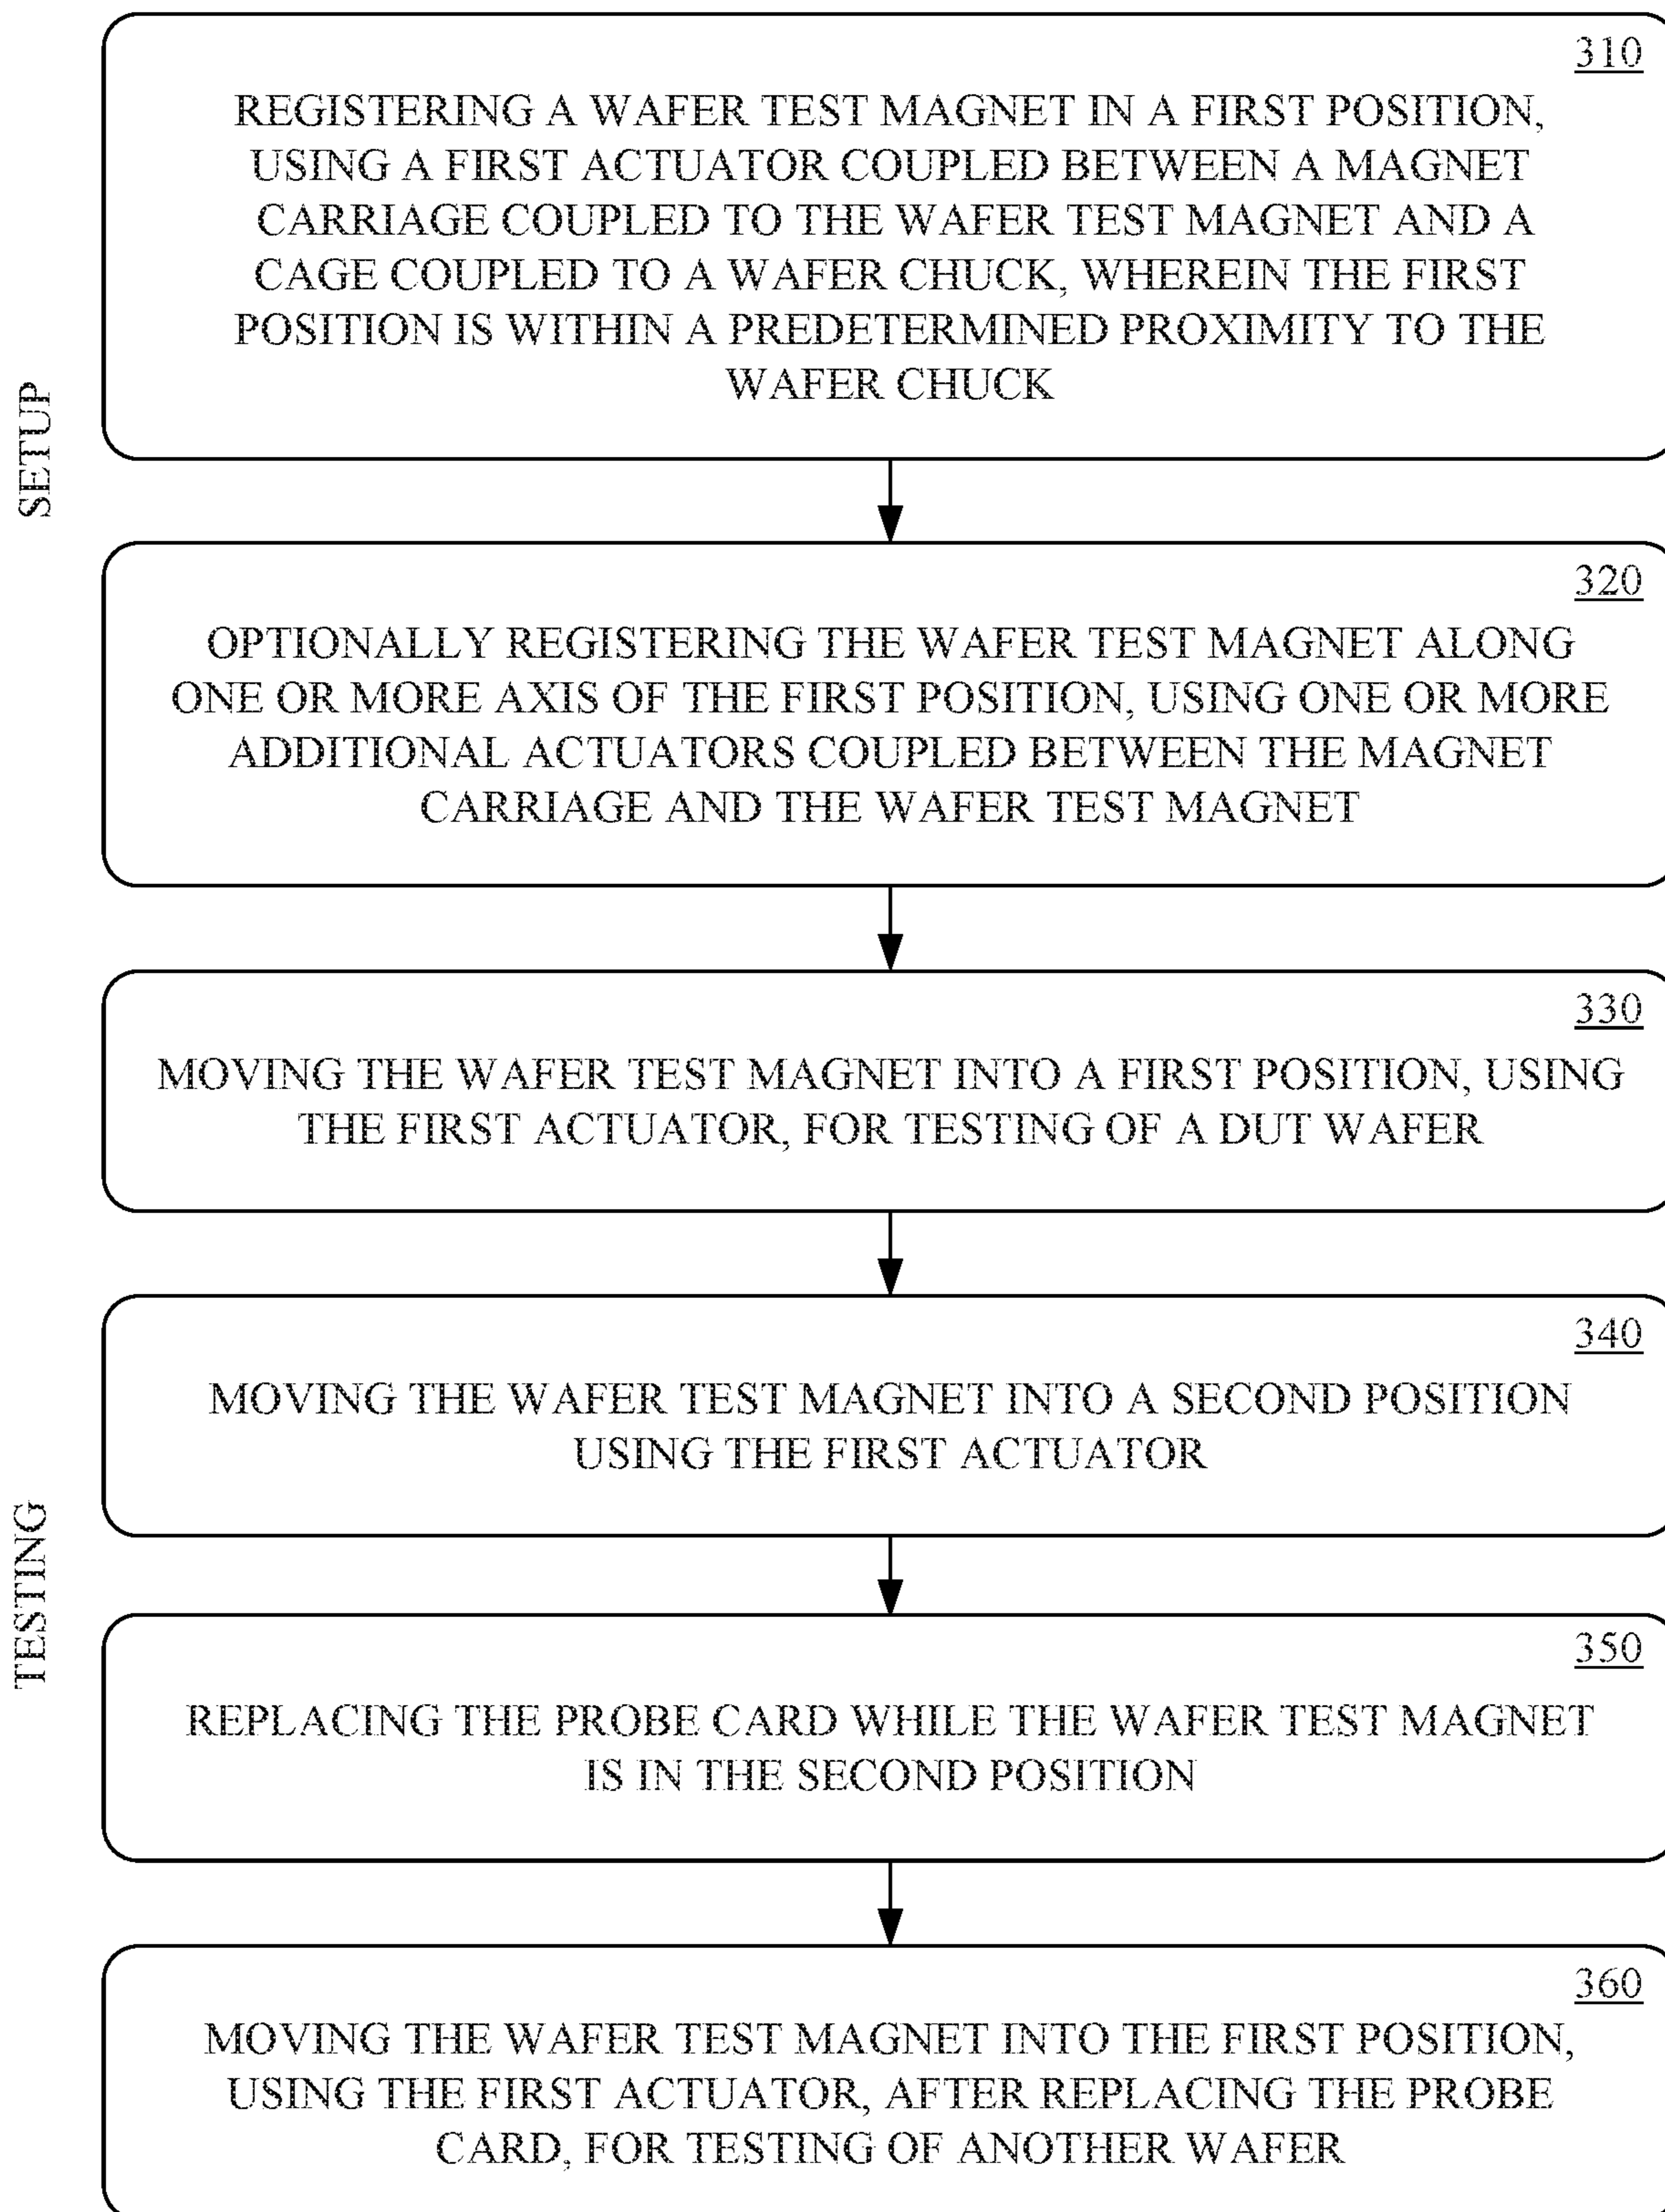 SETUP
310
REGISTERING A WAFER TEST MAGNET IN A FIRST POSITION,
USING A FIRST ACTUATOR COUPLED BETWEEN A MAGNET
CARRIAGE COUPLED TO THE WAFER TEST MAGNET AND A
CAGE COUPLED TO A WAFER CHUCK, WHEREIN THE FIRST
POSITION IS WITHIN A PREDETERMINED PROXIMITY TO THE
WAFER CHUCK
320
OPTIONALLY REGISTERING THE WAFER TEST MAGNET ALONG
ONE OR MORE AXIS OF THE FIRST POSITION, USING ONE OR MORE
ADDITIONAL ACTUATORS COUPLED BETWEEN THE MAGNET
CARRIAGE AND THE WAFER TEST MAGNET
TESTING
330
MOVING THE WAFER TEST MAGNET INTO A FIRST POSITION, USING
THE FIRST ACTUATOR, FOR TESTING OF A DUT WAFER
340
MOVING THE WAFER TEST MAGNET INTO A SECOND POSITION
USING THE FIRST ACTUATOR
350
REPLACING THE PROBE CARD WHILE THE WAFER TEST MAGNET
IS IN THE SECOND POSITION
360
MOVING THE WAFER TEST MAGNET INTO THE FIRST POSITION,
USING THE FIRST ACTUATOR, AFTER REPLACING THE PROBE
CARD, FOR TESTING OF ANOTHER WAFER